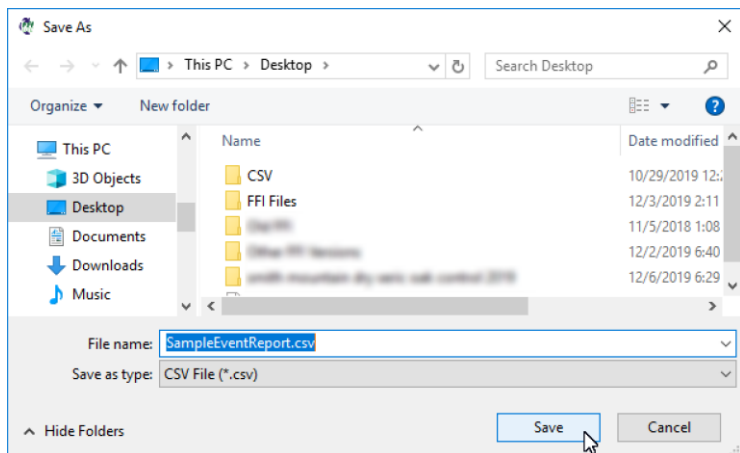 Save As
This PC > Desktop >
Search Desktop
Organize
New folder
This PC
3D Objects
Desktop
Documents
Downloads
Music
Name
Date modified
CSV
10/29/2019 12:
FFI Files
12/3/2019 2:11
11/5/2018 1:08
12/2/2019 6:40
12/6/2019 6:29
File name:
SampleEventReport.csv
Save as type:
CSV File (*.csv)
Hide Folders
Save
Cancel